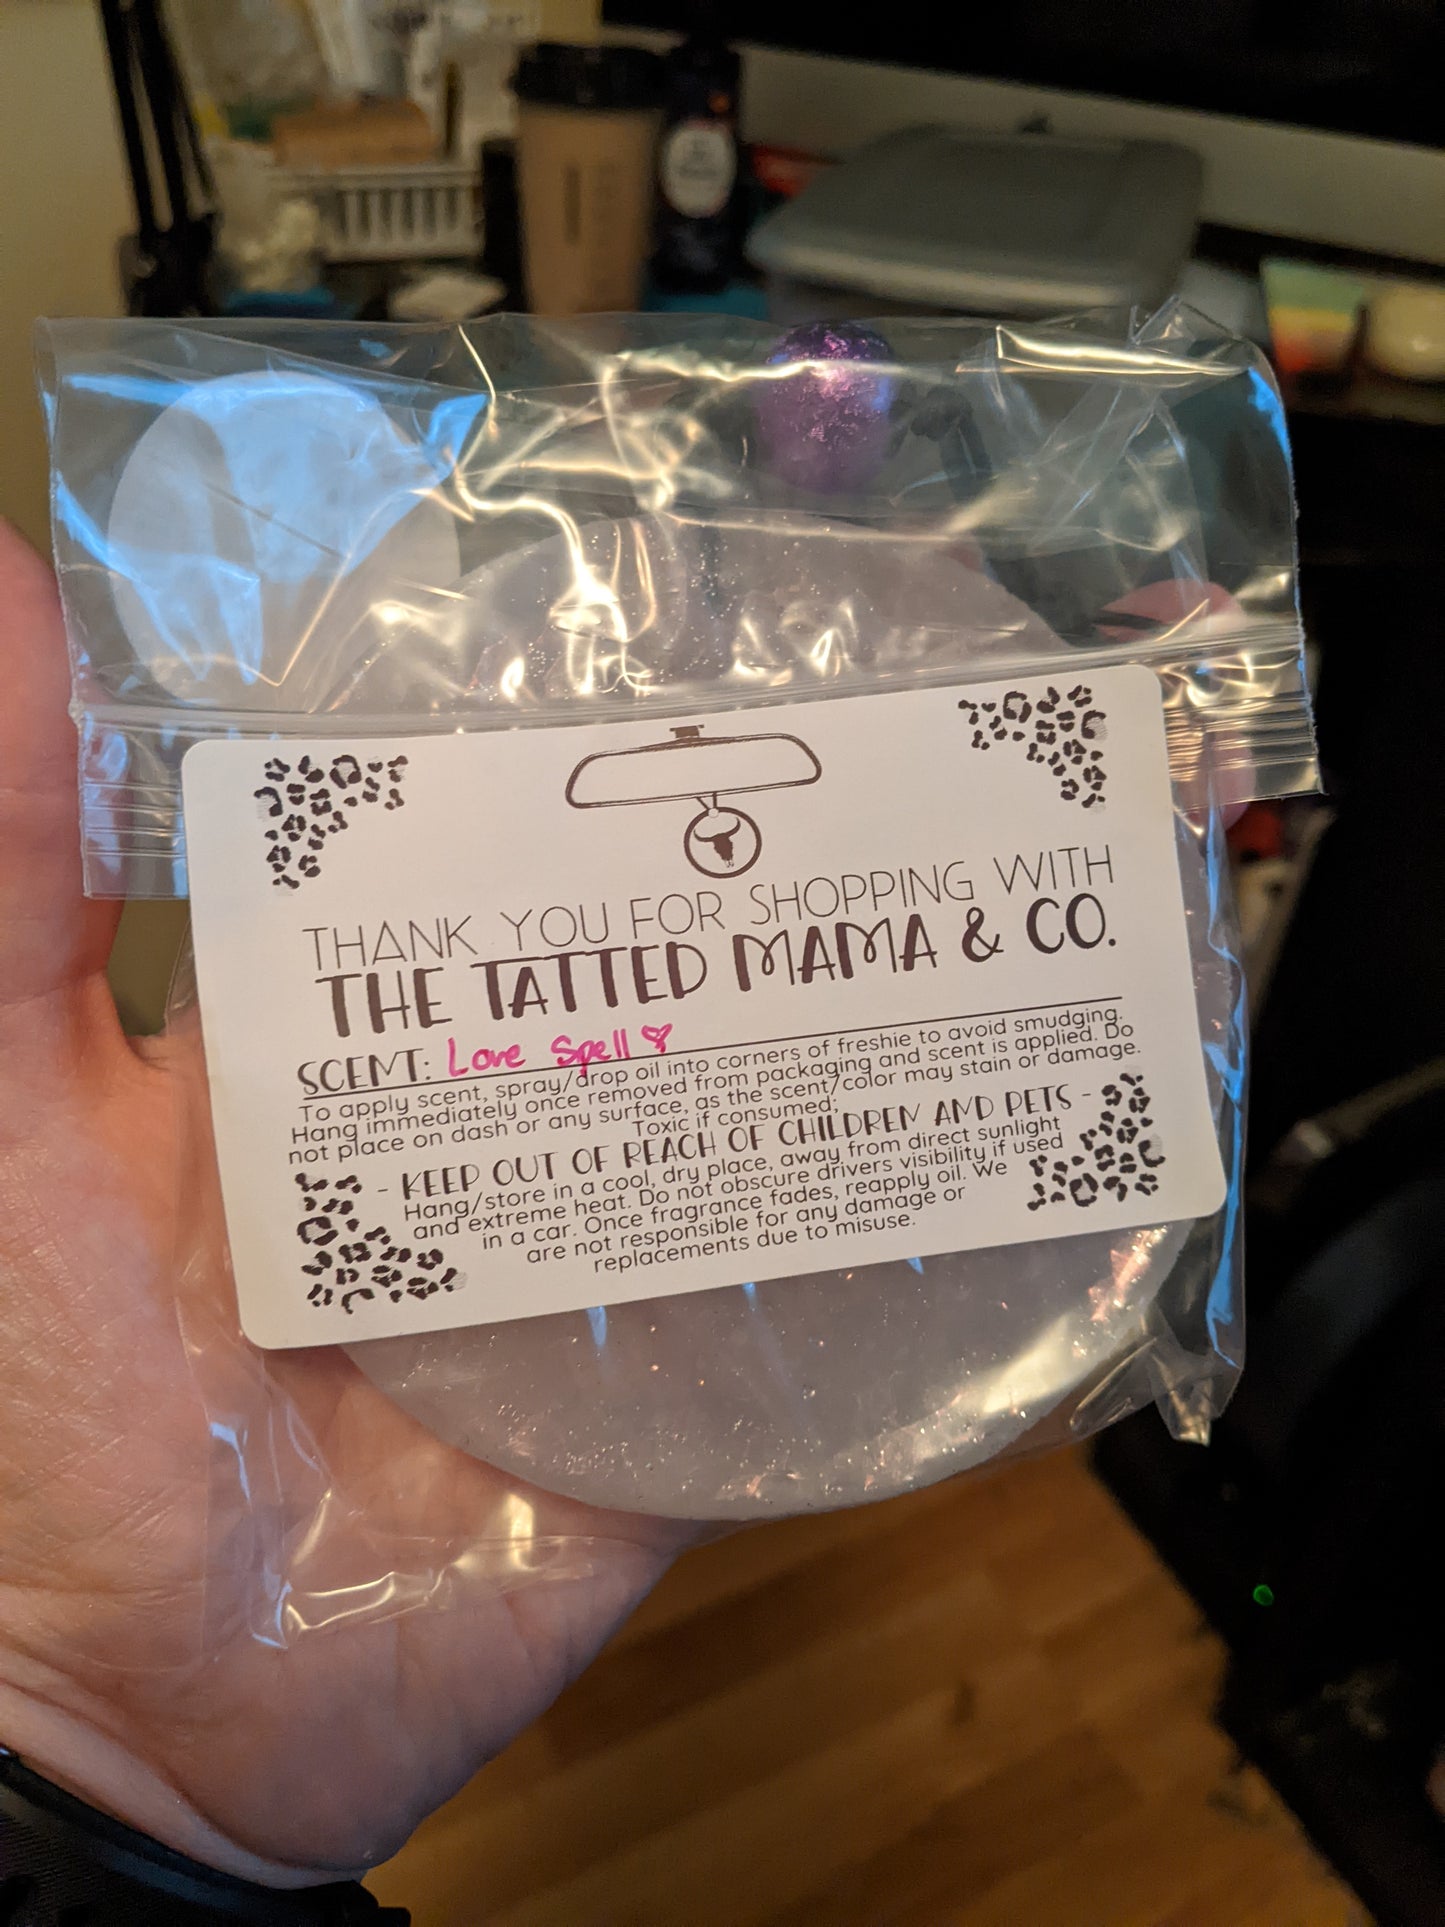 THANK YOU FOR SHOPPING WITH
THE TATTED MAMA & CO.
SCENT: Love Spell
To apply scent, spray/drop oil into corners of freshie to avoid smudging.
Hang immediately once removed from packaging and scent is applied. Do
not place on dash or any surface, as the scent/color may stain or damage.
Toxic if consumed;
- KEEP OUT OF REACH OF CHILDREN AND PETS -
Hang/store in a cool, dry place, away from direct sunlight
and extreme heat. Do not obscure drivers visibility if used
in a car. Once fragrance fades, reapply oil. We
are not responsible for any damage or
replacements due to misuse.